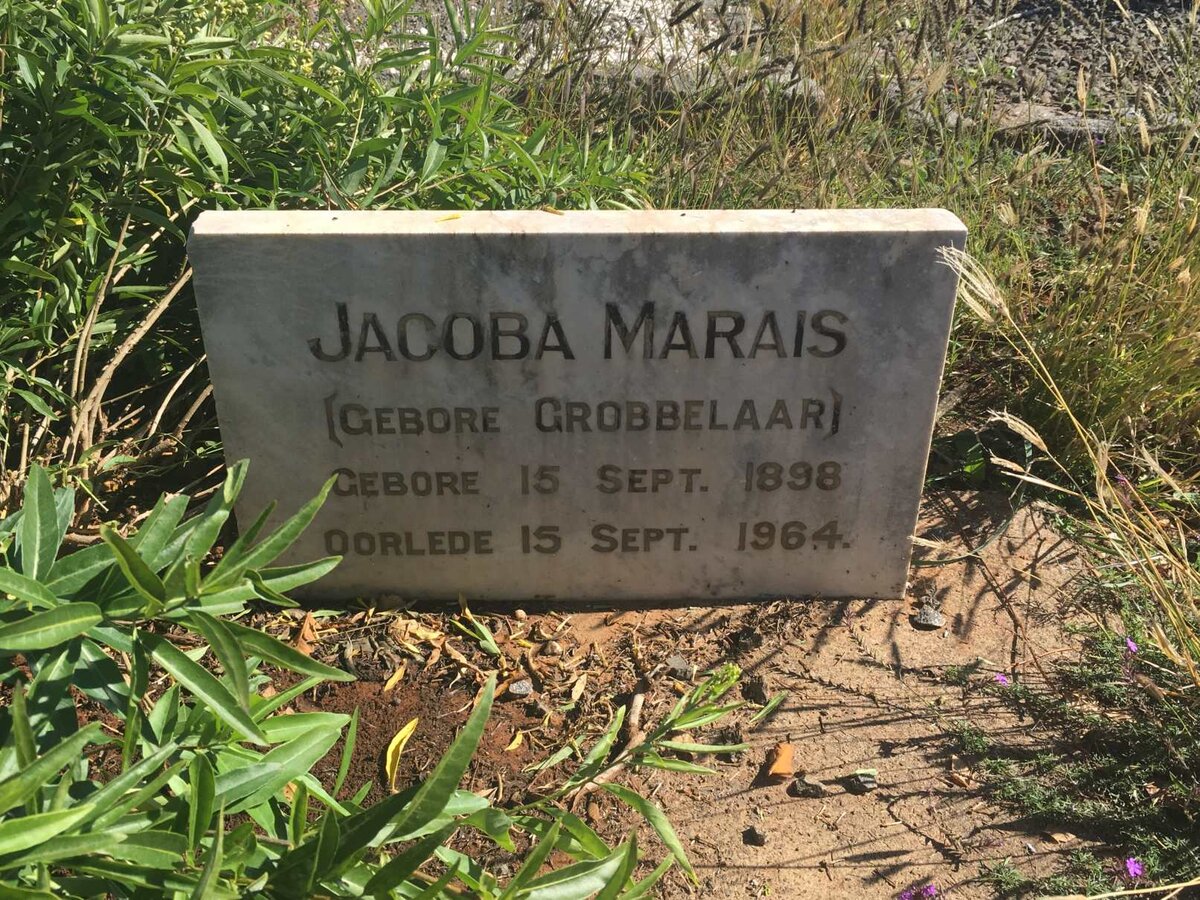 JACOBA MARAIS
[GEBORE GROBBELAAR]
GEBORE 15 SEPT. 1898
OORLEDE 15 SEPT. 1964.